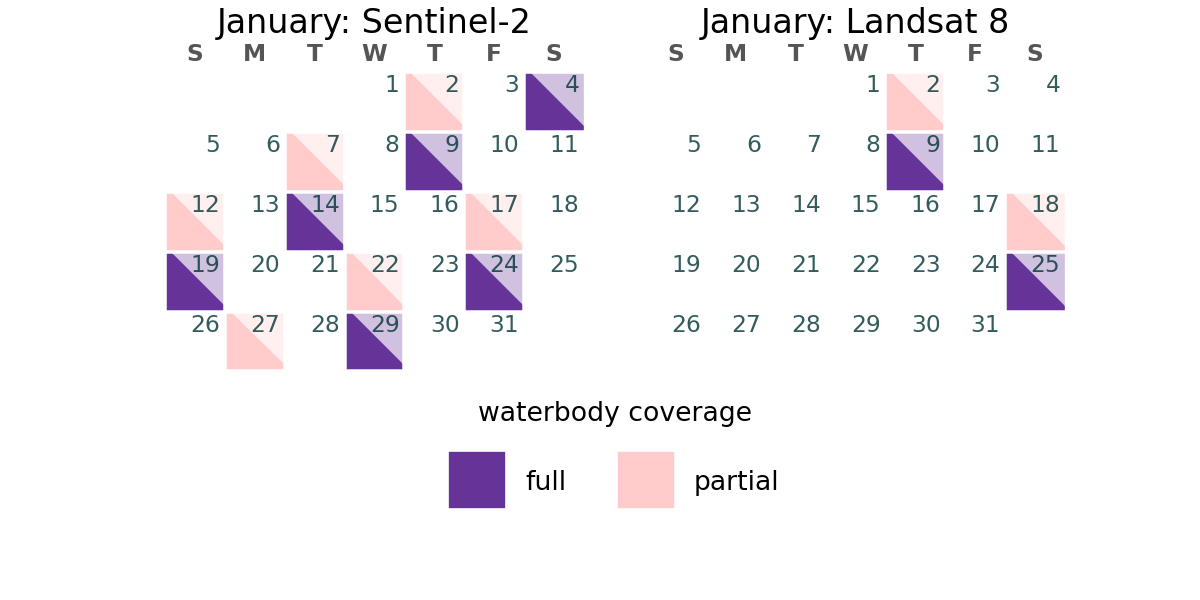 January: Sentinel-2
S M T W T F S
1 2 3 4
5 6 7 8 9 10 11
12 13 14 15 16 17 18
19 20 21 22 23 24 25
26 27 28 29 30 31
January: Landsat 8
S M T W T F S
1 2 3 4
5 6 7 8 9 10 11
12 13 14 15 16 17 18
19 20 21 22 23 24 25
26 27 28 29 30 31
waterbody coverage
full partial